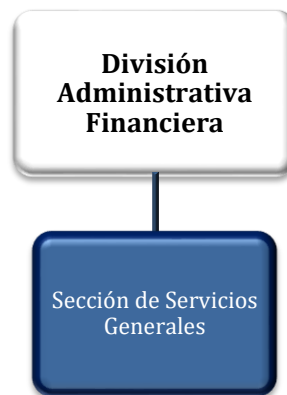 División
Administrativa
Financiera
Sección de Servicios
Generales